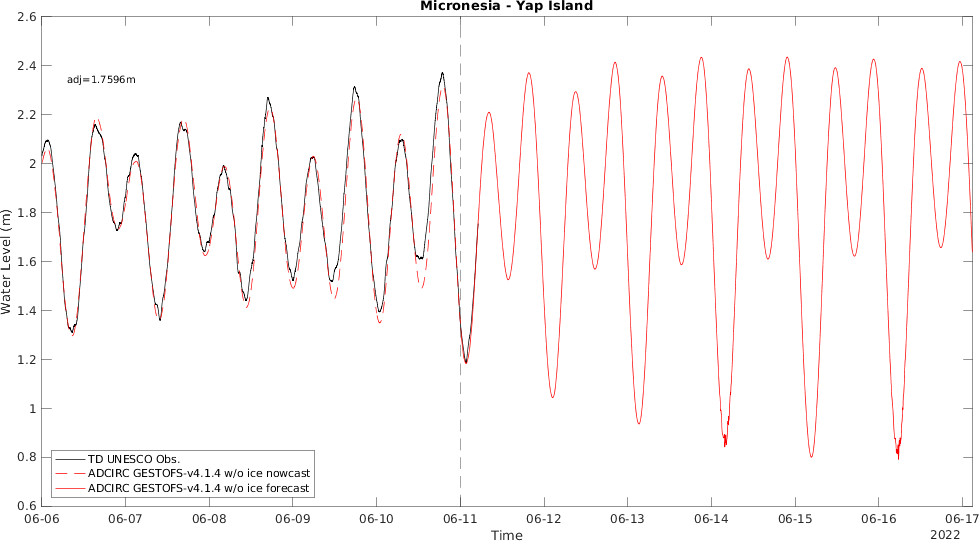 Micronesia - Yap Island
adj=1.7596m
Water Level (m)
2.6
2.4
2.2
2
1.8
1.6
1.4
1.2
1
0.8
0.6
TD UNESCO Obs.
ADCIRC GESTOFS-v4.1.4 w/o ice nowcast
ADCIRC GESTOFS-v4.1.4 w/o ice forecast
06-06 06-07 06-08 06-09 06-10 06-11 06-12 06-13 06-14 06-15 06-16 06-17
Time
2022